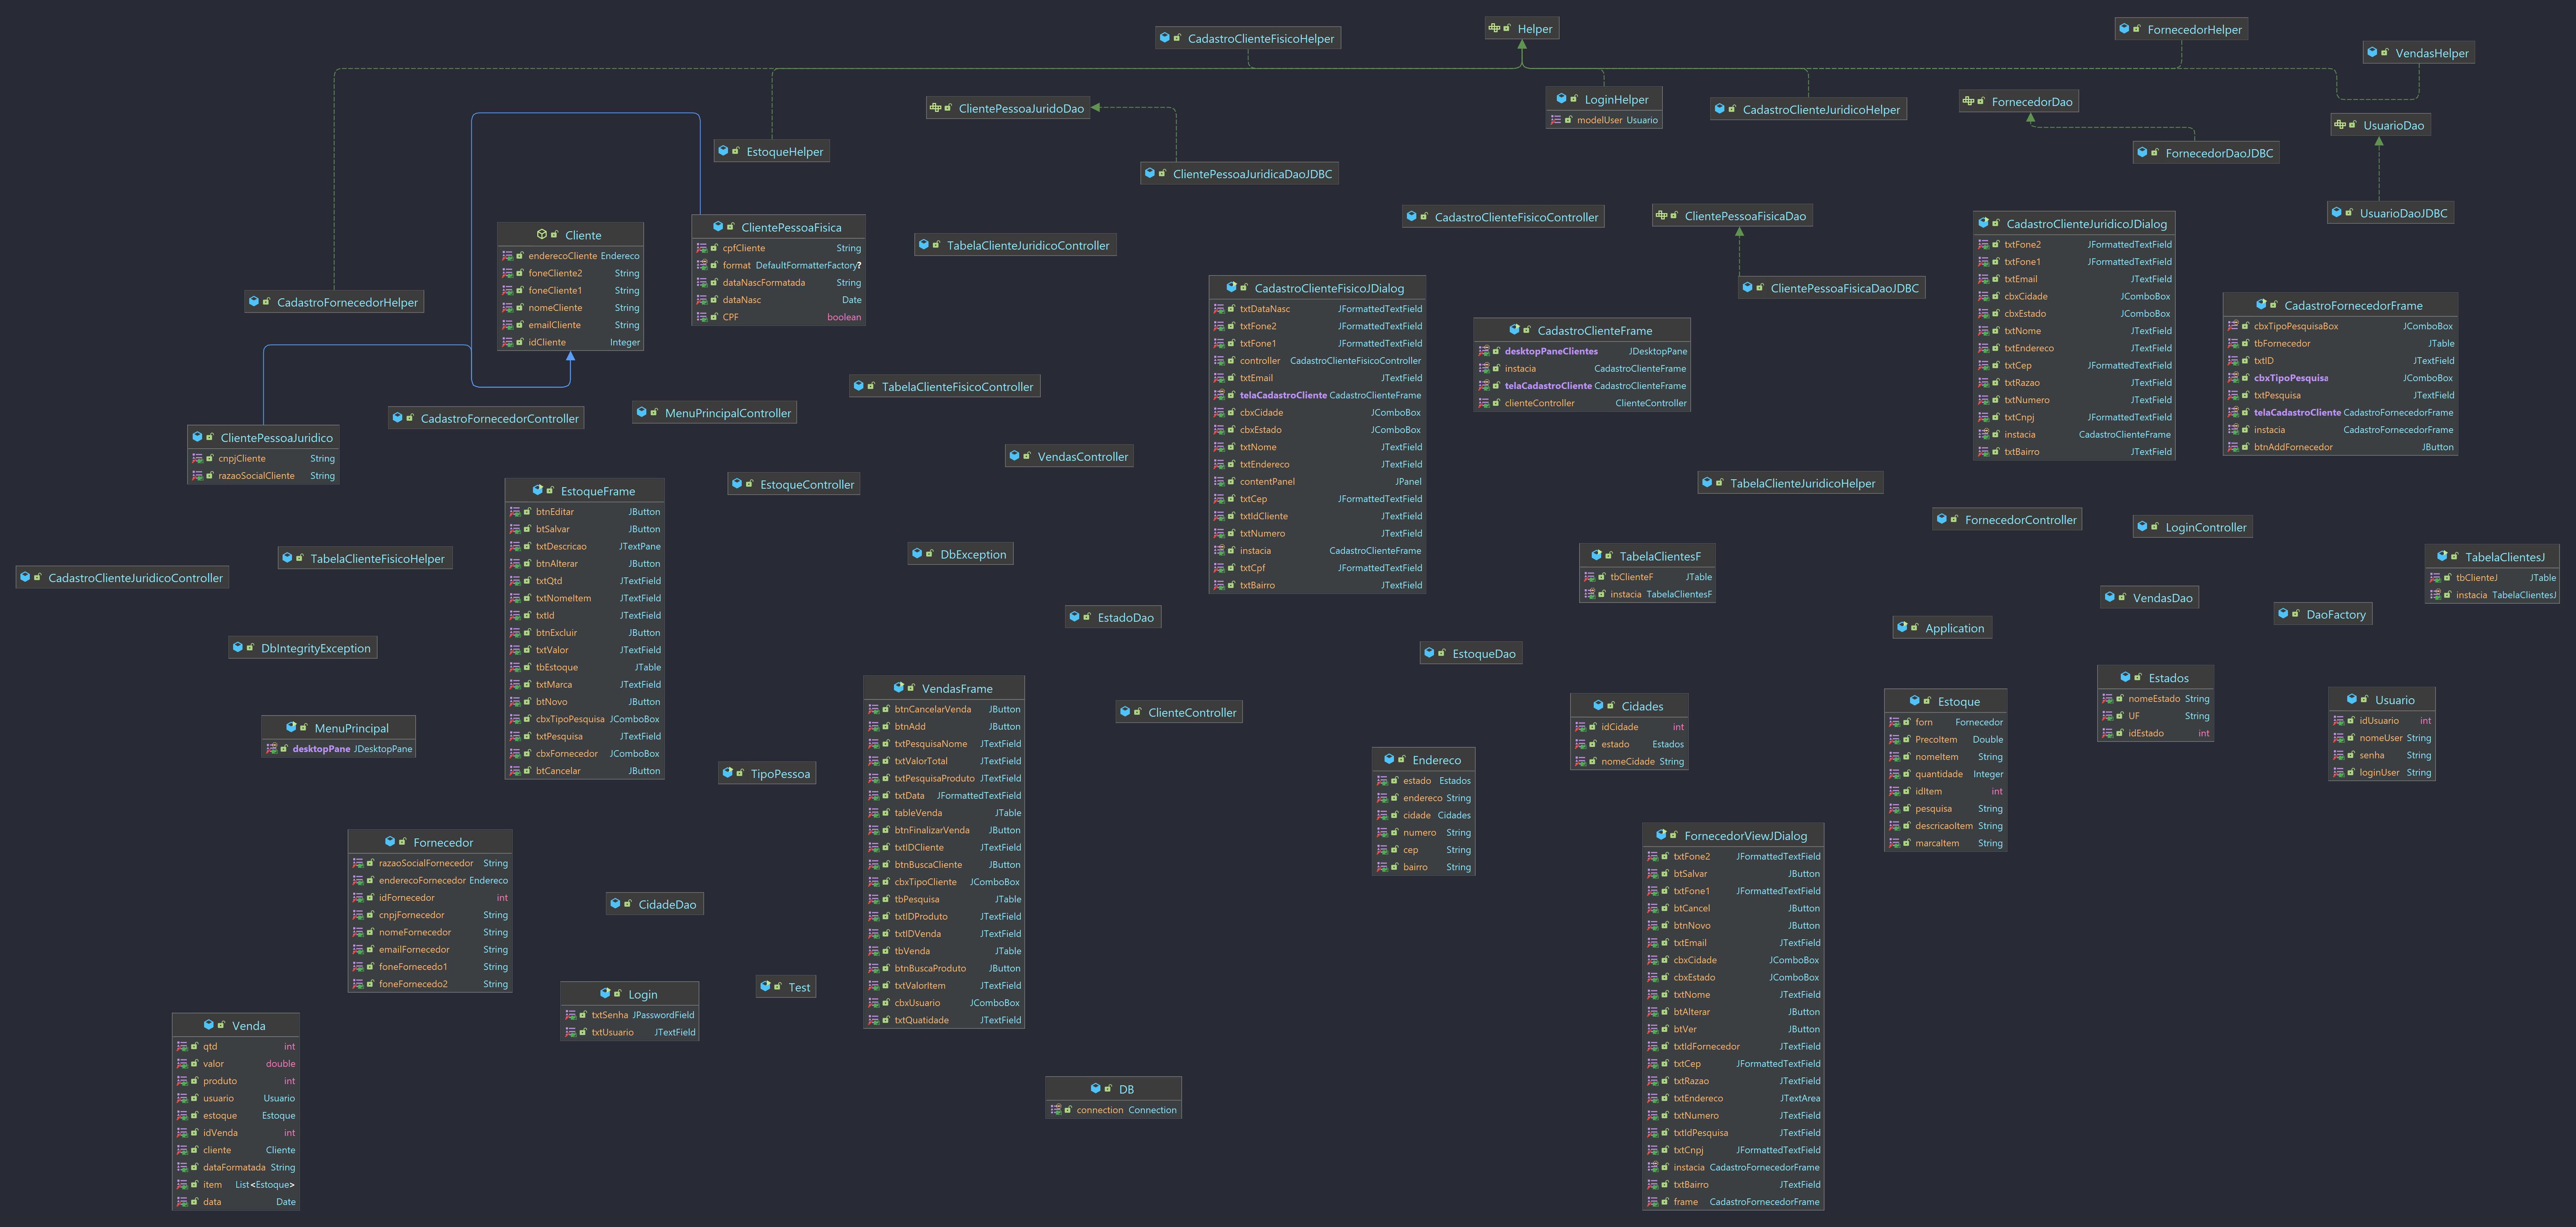 CadastroClienteFisicoHelper
Helper
FornecedorHelper
VendasHelper
ClientePessoaJuridoDao
LoginHelper
modelUser Usuario
CadastroClienteJuridicoHelper
FornecedorDao
UsuarioDao
EstoqueHelper
ClientePessoaJuridicaDaoJDBC
FornecedorDaoJDBC
UsuarioDaoJDBC
Cliente
enderecoCliente Endereco
foneCliente2 String
foneCliente1 String
nomeCliente String
emailCliente String
idCliente Integer
ClientePessoaFisica
cpfCliente String
format DefaultFormatterFactory?
dataNascFormatada String
dataNasc Date
CPF boolean
TabelaClienteJuridicoController
CadastroClienteFisicoController
ClientePessoaFisicaDao
ClientePessoaFisicaDaoJDBC
CadastroClienteJuridicoJDialog
txtFone2 JFormattedTextField
txtFone1 JFormattedTextField
txtEmail JTextField
cbxCidade JComboBox
cbxEstado JComboBox
txtNome JTextField
txtEndereco JTextField
txtCep JFormattedTextField
txtRazao JTextField
txtNumero JTextField
txtCnpj JFormattedTextField
instacia CadastroClienteFrame
txtBairro JTextField
CadastroFornecedorHelper
CadastroClienteFisicoJDialog
txtDataNasc JFormattedTextField
txtFone2 JFormattedTextField
txtFone1 JFormattedTextField
controller CadastroClienteFisicoController
txtEmail JTextField
telaCadastroCliente CadastroClienteFrame
cbxCidade JComboBox
cbxEstado JComboBox
txtNome JTextField
txtEndereco JTextField
contentPanel JPanel
txtCep JFormattedTextField
txtIdCliente JTextField
txtNumero JTextField
instacia CadastroClienteFrame
txtCpf JFormattedTextField
txtBairro JTextField
CadastroClienteFrame
desktopPaneClientes JDesktopPane
instacia CadastroClienteFrame
telaCadastroCliente CadastroClienteFrame
clienteController ClienteController
CadastroFornecedorFrame
cbxTipoPesquisaBox JComboBox
tbFornecedor JTable
txtID JTextField
cbxTipoPesquisa JComboBox
txtPesquisa JTextField
telaCadastroCliente CadastroFornecedorFrame
instacia CadastroFornecedorFrame
btnAddFornecedor JButton
TabelaClienteFisicoController
CadastroFornecedorController
MenuPrincipalController
ClientePessoaJuridico
cnpjCliente String
razaoSocialCliente String
VendasController
EstoqueController
TabelaClienteJuridicoHelper
EstoqueFrame
btnEditar JButton
btSalvar JButton
txtDescricao JTextPane
btnAlterar JButton
txtQtd JTextField
txtNomeItem JTextField
txtId JTextField
btnExcluir JButton
txtValor JTextField
tbEstoque JTable
txtMarca JTextField
btNovo JButton
cbxTipoPesquisa JComboBox
txtPesquisa JTextField
cbxFornecedor JComboBox
btCancelar JButton
FornecedorController
LoginController
DbException
TabelaClienteFisicoHelper
CadastroClienteJuridicoController
TabelaClientesF
tbClienteF JTable
instacia TabelaClientesF
TabelaClientesJ
tbClienteJ JTable
instacia TabelaClientesJ
VendasDao
DaoFactory
EstadoDao
Application
DbIntegrityException
EstoqueDao
VendasFrame
btnCancelarVenda JButton
btnAdd JButton
txtPesquisaNome JTextField
txtValorTotal JTextField
txtPesquisaProduto JTextField
txtData JFormattedTextField
tableVenda JTable
btnFinalizarVenda JButton
txtIDCliente JTextField
btnBuscaCliente JButton
cbxTipoCliente JComboBox
tbPesquisa JTable
txtIDProduto JTextField
txtIDVenda JTextField
tbVenda JTable
btnBuscaProduto JButton
txtValorItem JTextField
cbxUsuario JComboBox
txtQuatidade JTextField
Estados
nomeEstado String
UF String
idEstado int
Estoque
forn Fornecedor
PrecoItem Double
nomeItem String
quantidade Integer
idItem int
pesquisa String
descricaoItem String
marcaItem String
Usuario
idUsuario int
nomeUser String
senha String
loginUser String
Cidades
idCidade int
estado Estados
nomeCidade String
ClienteController
MenuPrincipal
desktopPane JDesktopPane
Endereco
estado Estados
endereco String
cidade Cidades
numero String
cep String
bairro String
TipoPessoa
Fornecedor
razaoSocialFornecedor String
enderecoFornecedor Endereco
idFornecedor int
cnpjFornecedor String
nomeFornecedor String
emailFornecedor String
foneFornecedo1 String
foneFornecedo2 String
FornecedorViewJDialog
txtFone2 JFormattedTextField
btSalvar JButton
txtFone1 JFormattedTextField
btCancel JButton
btnNovo JButton
txtEmail JTextField
cbxCidade JComboBox
cbxEstado JComboBox
txtNome JTextField
btAlterar JButton
btVer JButton
txtIdFornecedor JTextField
txtCep JFormattedTextField
txtRazao JTextField
txtEndereco JTextArea
txtNumero JTextField
txtIdPesquisa JTextField
txtCnpj JFormattedTextField
instacia CadastroFornecedorFrame
txtBairro JTextField
frame CadastroFornecedorFrame
CidadeDao
Login
txtSenha JPasswordField
txtUsuario JTextField
Test
Venda
qtd int
valor double
produto int
usuario Usuario
estoque Estoque
idVenda int
cliente Cliente
dataFormatada String
item List<Estoque>
data Date
DB
connection Connection